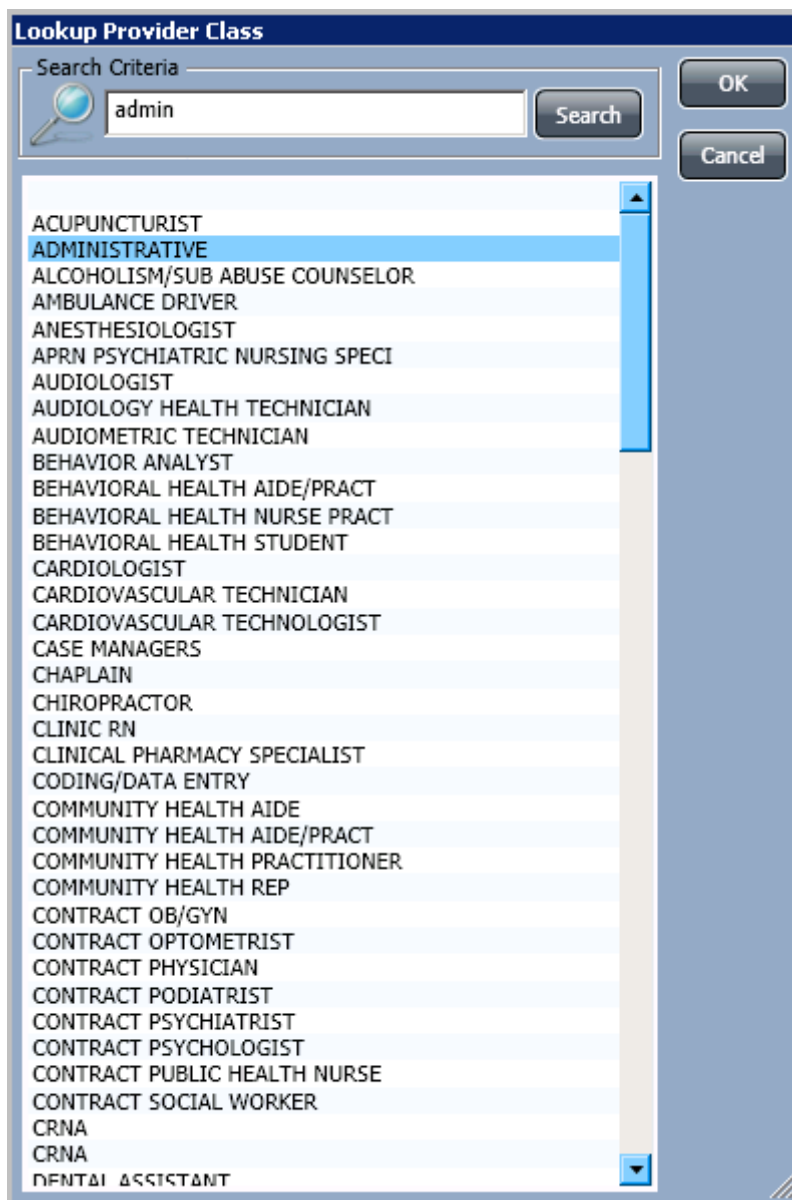 Lookup Provider Class
Search Criteria
admin
Search
OK
Cancel
ACUPUNCTURIST
ADMINISTRATIVE
ALCOHOLISM/SUB ABUSE COUNSELOR
AMBULANCE DRIVER
ANESTHESIOLOGIST
APRN PSYCHIATRIC NURSING SPECI
AUDIOLOGIST
AUDIOLOGY HEALTH TECHNICIAN
AUDIOMETRIC TECHNICIAN
BEHAVIOR ANALYST
BEHAVIORAL HEALTH AIDE/PRACT
BEHAVIORAL HEALTH NURSE PRACT
BEHAVIORAL HEALTH STUDENT
CARDIOLOGIST
CARDIOVASCULAR TECHNICIAN
CARDIOVASCULAR TECHNOLOGIST
CASE MANAGERS
CHAPLAIN
CHIROPRACTOR
CLINIC RN
CLINICAL PHARMACY SPECIALIST
CODING/DATA ENTRY
COMMUNITY HEALTH AIDE
COMMUNITY HEALTH AIDE/PRACT
COMMUNITY HEALTH PRACTITIONER
COMMUNITY HEALTH REP
CONTRACT OB/GYN
CONTRACT OPTOMETRIST
CONTRACT PHYSICIAN
CONTRACT PODIATRIST
CONTRACT PSYCHIATRIST
CONTRACT PSYCHOLOGIST
CONTRACT PUBLIC HEALTH NURSE
CONTRACT SOCIAL WORKER
CRNA
CRNA
DENTAL ASSISTANT